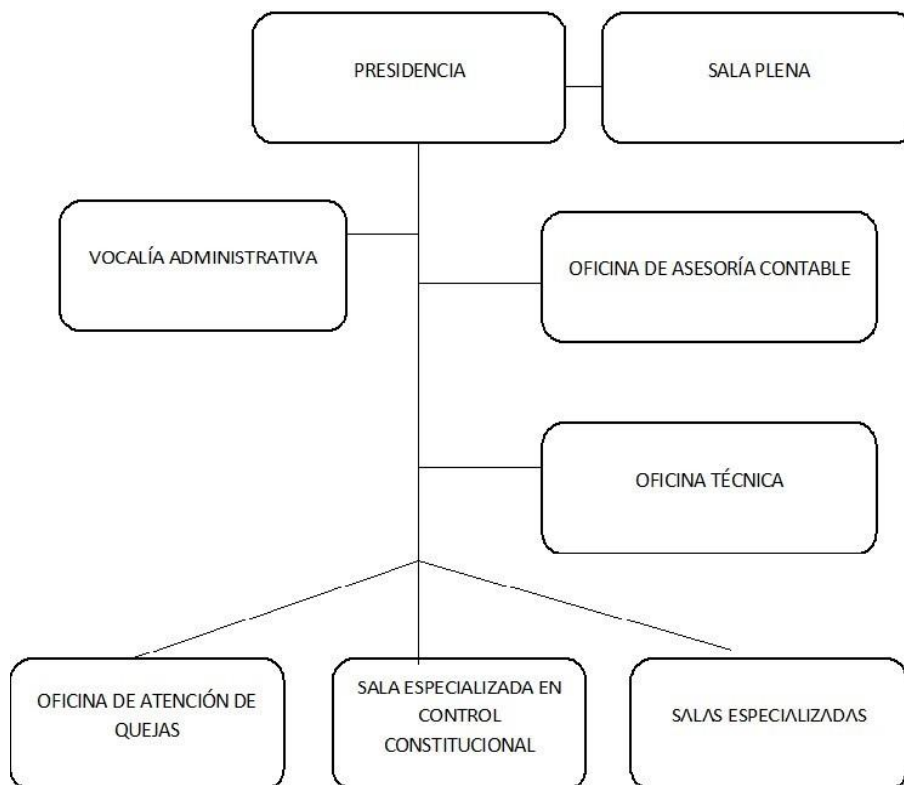 PRESIDENCIA
SALA PLENA
VOCALÍA ADMINISTRATIVA
OFICINA DE ASESORÍA CONTABLE
OFICINA TÉCNICA
OFICINA DE ATENCIÓN DE
QUEJAS
SALA ESPECIALIZADA EN
CONTROL
CONSTITUCIONAL
SALAS ESPECIALIZADAS